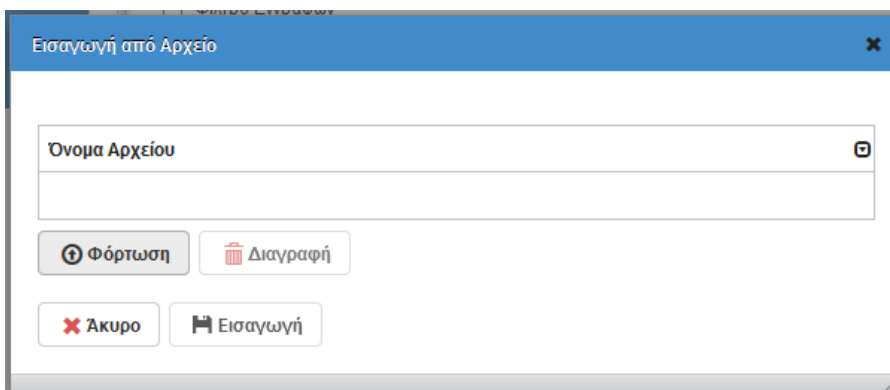 Εισαγωγή από Αρχείο
Όνομα Αρχείου
Φόρτωση
Διαγραφή
Άκυρο
Εισαγωγή